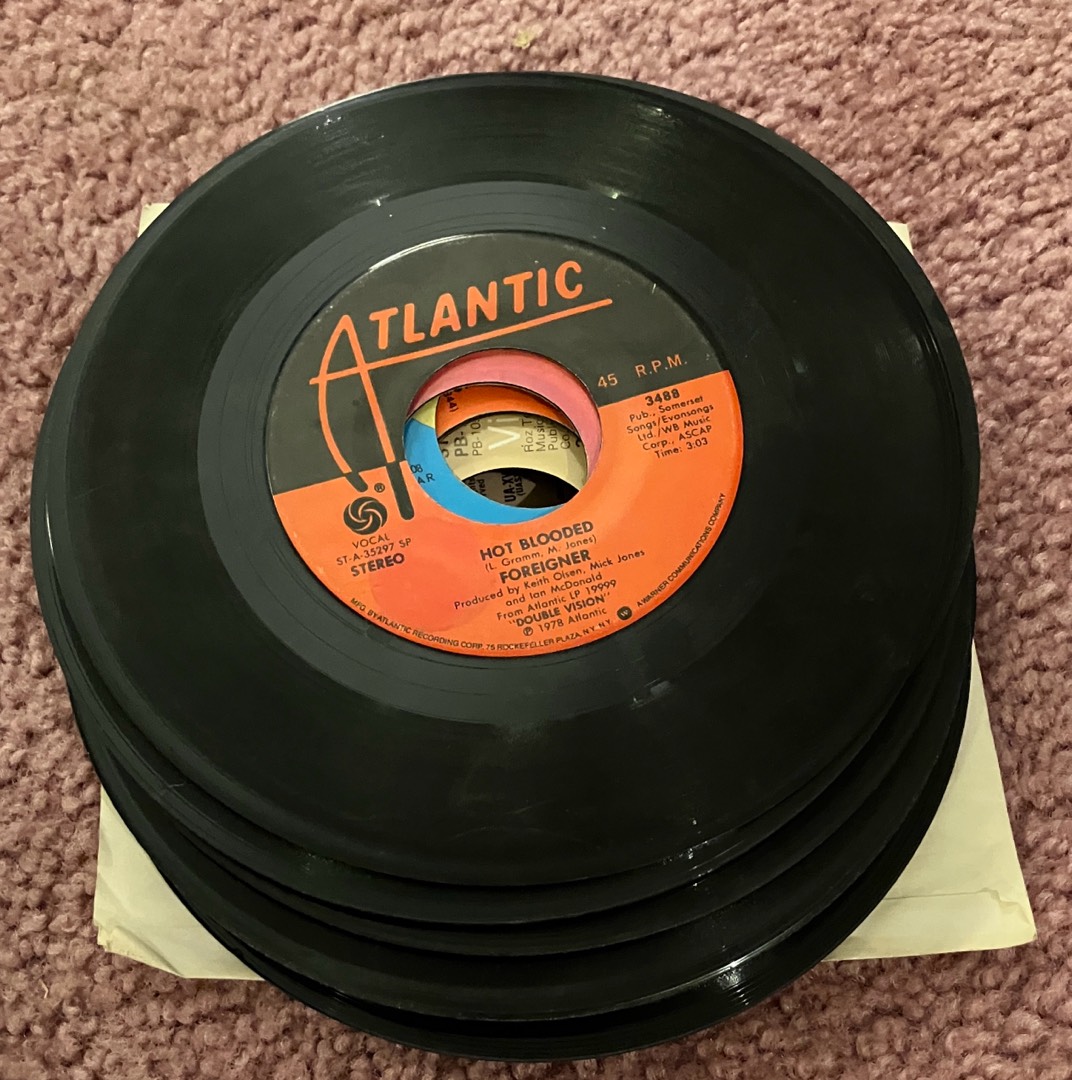 ATLANTIC
45 R.P.M.
3488
Pub., Somerset
Songs/Evansongs
Ltd./WB Music
Corp., ASCAP
Time: 3:03
®
VOCAL
ST-A-35297 SP
STEREO
HOT BLOODED
(L. Gramm, M. Jones)
FOREIGNER
Produced by Keith Olsen, Mick Jones
and Ian McDonald
From Atlantic LP 19999
"DOUBLE VISION"
℗ 1978 Atlantic
MFG. BY ATLANTIC RECORDING CORP. 75 ROCKEFELLER PLAZA, N.Y. N.Y. W A WARNER COMMUNICATIONS COMPANY
PB-10